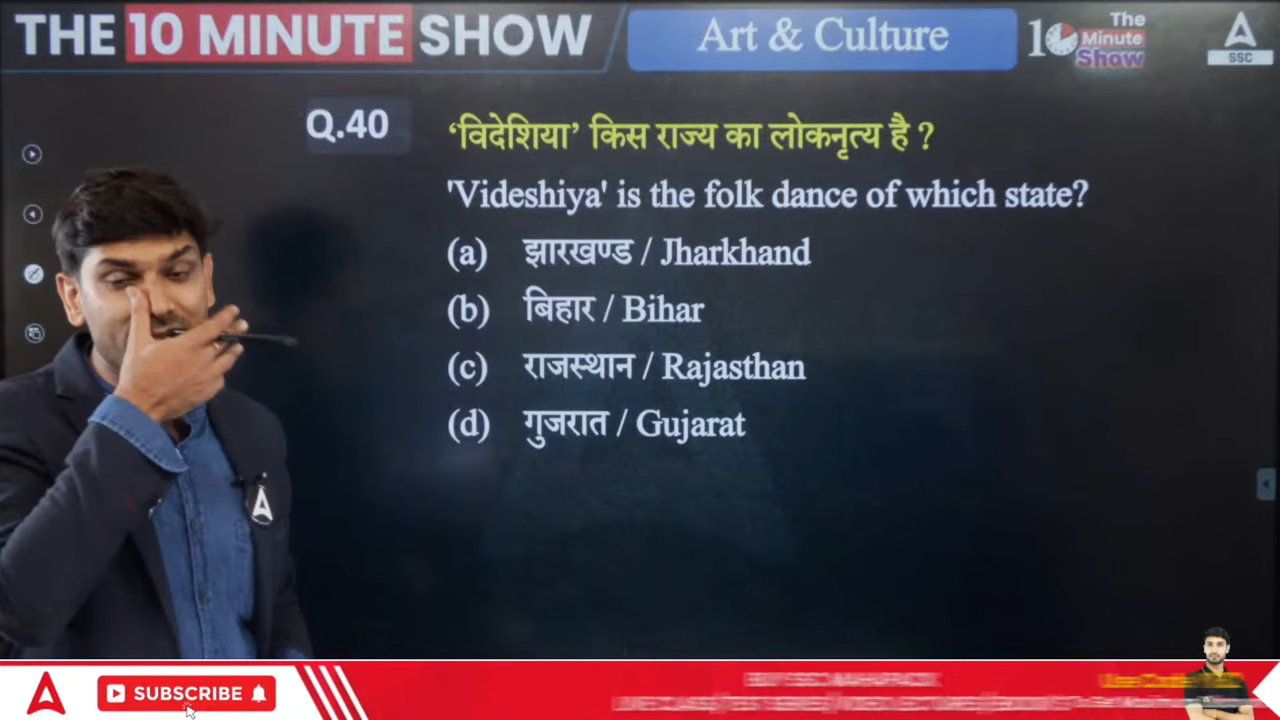 THE 10 MINUTE SHOW
Art & Culture
The
10 Minute
Show
SSC
Q.40
‘विदेशिया’ किस राज्य का लोकनृत्य है ?
'Videshiya' is the folk dance of which state?
(a) झारखण्ड / Jharkhand
(b) बिहार / Bihar
(c) राजस्थान / Rajasthan
(d) गुजरात / Gujarat
SUBSCRIBE